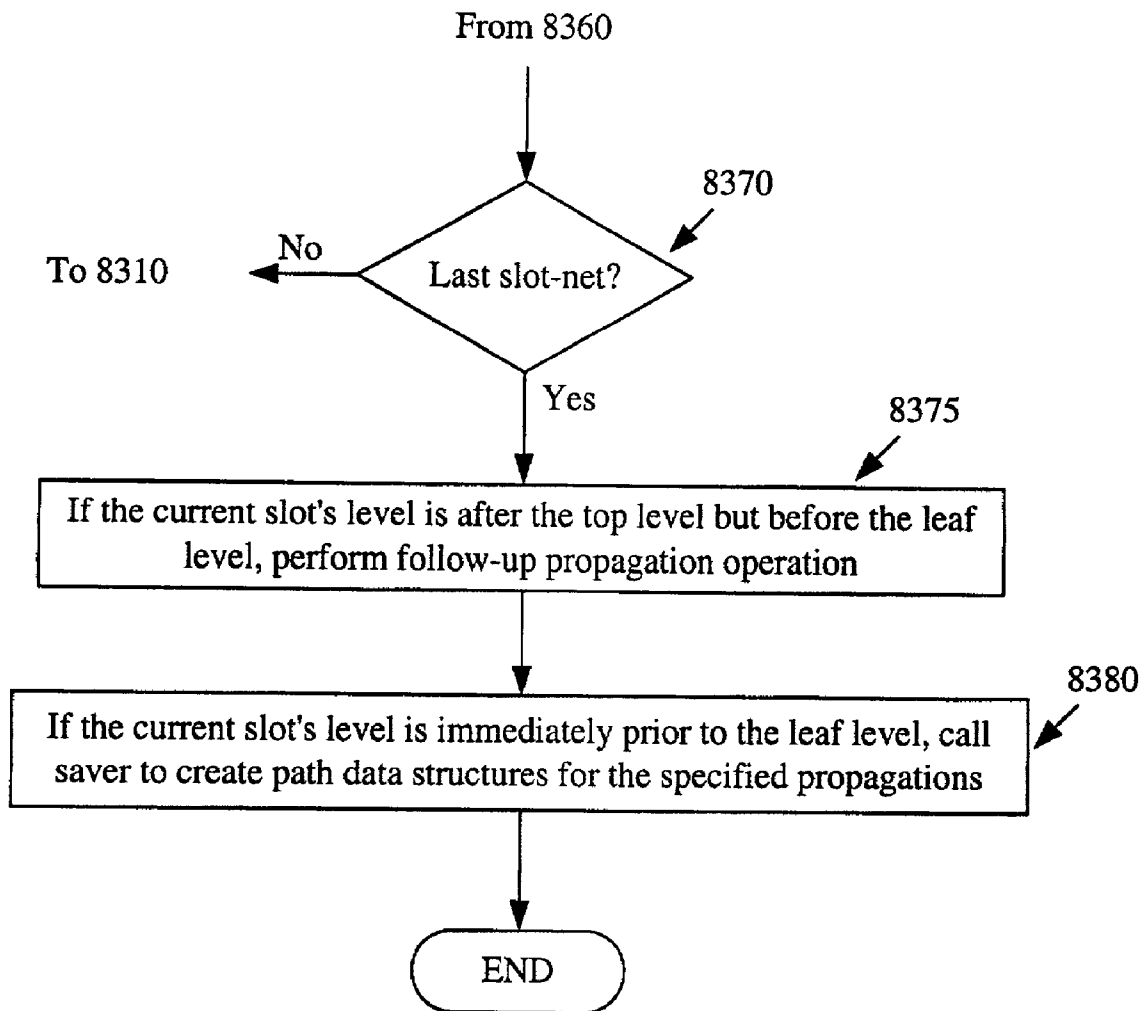 From 8360
8370
No
To 8310
Last slot-net?
Yes
8375
If the current slot's level is after the top level but before the leaf
level, perform follow-up propagation operation
8380
If the current slot's level is immediately prior to the leaf level, call
saver to create path data structures for the specified propagations
END